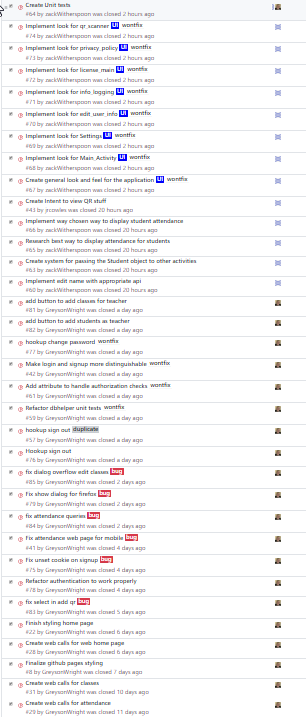 Create Unit tests
#64 by zackWitherspoon was closed 2 hours ago
Implement look for qr_scanner UI wontfix
#74 by zackWitherspoon was closed 2 hours ago
Implement look for privacy_policy UI wontfix
#73 by zackWitherspoon was closed 2 hours ago
Implement look for license_main UI wontfix
#72 by zackWitherspoon was closed 2 hours ago
Implement look for info_logging UI wontfix
#71 by zackWitherspoon was closed 2 hours ago
Implement look for edit_user_info UI wontfix
#70 by zackWitherspoon was closed 2 hours ago
Implement look for Settings UI wontfix
#69 by zackWitherspoon was closed 2 hours ago
Implement look for Main_Activity UI wontfix
#68 by zackWitherspoon was closed 2 hours ago
Create general look and feel for the application UI wontfix
#67 by zackWitherspoon was closed 2 hours ago
Create Intent to view QR stuff
#43 by jrcowles was closed 20 hours ago
Implement way chosen way to display student attendance
#66 by zackWitherspoon was closed 20 hours ago
Research best way to display attendance for students
#65 by zackWitherspoon was closed 20 hours ago
Create system for passing the Student object to other activities
#63 by zackWitherspoon was closed 20 hours ago
Implement edit name with appropriate api
#60 by zackWitherspoon was closed 20 hours ago
add button to add classes for teacher
#81 by GreysonWright was closed a day ago
add button to add students as teacher
#82 by GreysonWright was closed a day ago
hookup change password wontfix
#77 by GreysonWright was closed a day ago
Make login and signup more distinguishable wontfix
#42 by GreysonWright was closed a day ago
Add attribute to handle authorization checks wontfix
#61 by GreysonWright was closed a day ago
Refactor dbhelper unit tests wontfix
#59 by GreysonWright was closed a day ago
hookup sign out duplicate
#57 by GreysonWright was closed a day ago
Hookup sign out
#76 by GreysonWright was closed a day ago
fix dialog overflow edit classes bug
#85 by GreysonWright was closed 2 days ago
Fix show dialog for firefox bug
#79 by GreysonWright was closed 2 days ago
fix attendance queries bug
#84 by GreysonWright was closed 2 days ago
Fix attendance web page for mobile bug
#41 by GreysonWright was closed 4 days ago
Fix unset cookie on signup bug
#75 by GreysonWright was closed 4 days ago
Refactor authentication to work properly
#78 by GreysonWright was closed 4 days ago
fix select in add qr bug
#83 by GreysonWright was closed 5 days ago
Finish styling home page
#22 by GreysonWright was closed 6 days ago
Create web calls for web home page
#28 by GreysonWright was closed 6 days ago
Finalize github pages styling
#8 by GreysonWright was closed 7 days ago
Create web calls for classes
#31 by GreysonWright was closed 10 days ago
Create web calls for attendance
#29 by GreysonWright was closed 11 days ago